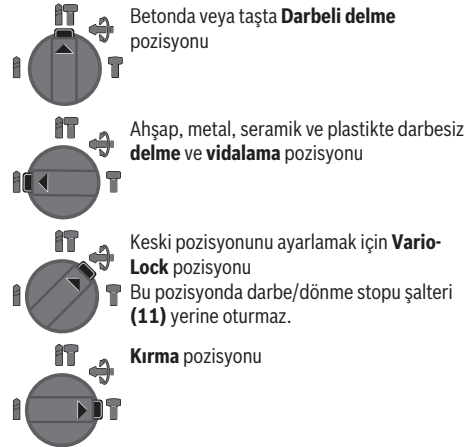 Betonda veya taşta Darbeli delme
pozisyonu
Ahşap, metal, seramik ve plastikte darbesiz
delme ve vidalama pozisyonu
Keski pozisyonunu ayarlamak için Vario-
Lock pozisyonu
Bu pozisyonda darbe/dönme stopu şalteri
(11) yerine oturmaz.
Kırma pozisyonu